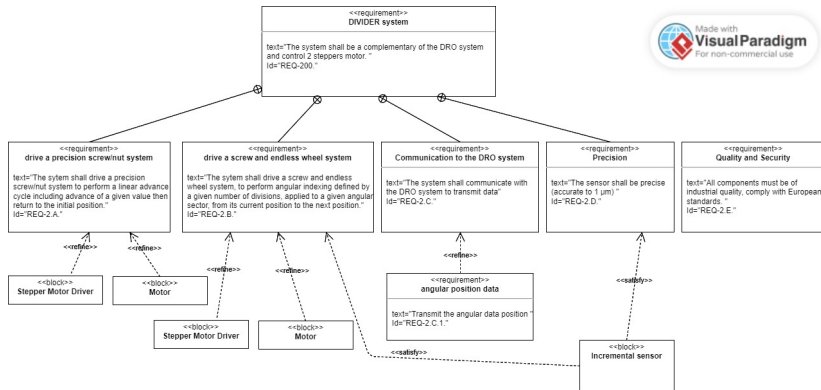 <<requirement>>
DIVIDER system
text="The system shall be a complementary of the DRO system
and control 2 steppers motor. "
Id="REQ-200."
Made with
Visual Paradigm
For non-commercial use
<<requirement>>
drive a precision screw/nut system
text="The sytem shall drive a precision
screw/nut system to perform a linear advance
cycle including advance of a given value then
return to the initial position."
Id="REQ-2.A."
<<requirement>>
drive a screw and endless wheel system
text="The sytem shall drive a screw and endless
wheel system, to perform angular indexing defined by
a given number of divisions, applied to a given angular
sector, from its current position to the next position."
Id="REQ-2.B."
<<requirement>>
Communication to the DRO system
text="The system shall communicate with
the DRO system to transmit data"
Id="REQ-2.C."
<<requirement>>
Precision
text="The sensor shall be precise
(accurate to 1 µm) "
Id="REQ-2.D."
<<requirement>>
Quality and Security
text="All components must be of
industrial quality, comply with European
standards. "
Id="REQ-2.E."
<<refine>>
<<refine>>
<<refine>>
<<refine>>
<<refine>>
<<satisfy>>
<<block>>
Stepper Motor Driver
<<block>>
Motor
<<block>>
Stepper Motor Driver
<<block>>
Motor
<<requirement>>
angular position data
text="Transmit the angular data position "
Id="REQ-2.C.1."
<<satisfy>>
<<block>>
Incremental sensor